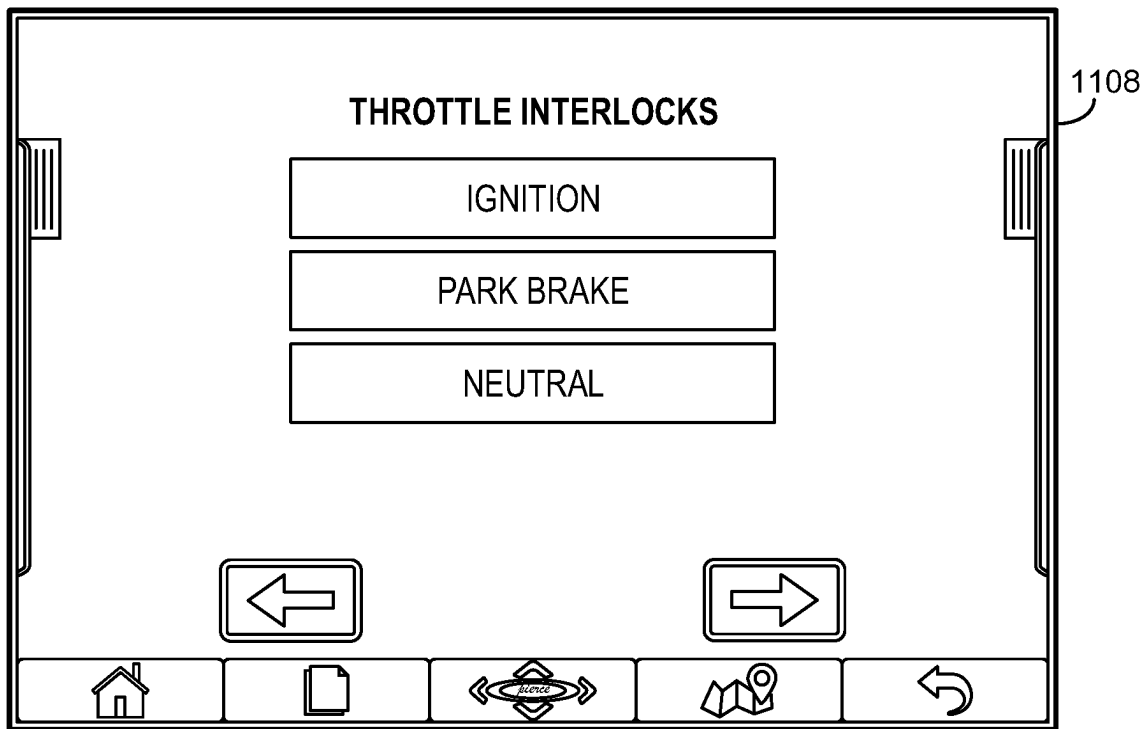 1108
THROTTLE INTERLOCKS
IGNITION
PARK BRAKE
NEUTRAL
pierce